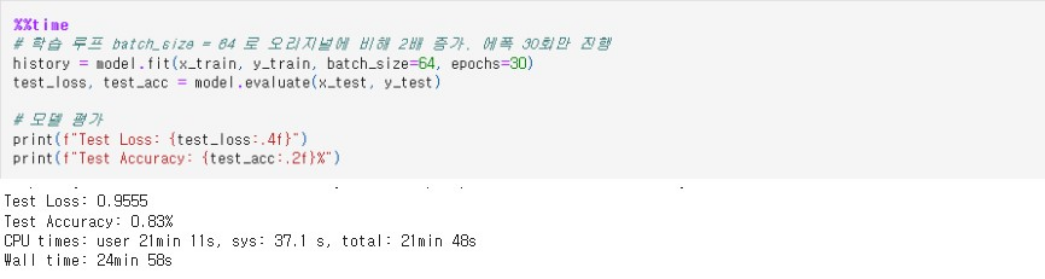 %%time
# 학습 루프 batch_size = 64 로 오리지널에 비해 2배 증가. 에폭 30회만 진행
history = model.fit(x_train, y_train, batch_size=64, epochs=30)
test_loss, test_acc = model.evaluate(x_test, y_test)
# 모델 평가
print(f"Test Loss: {test_loss:.4f}")
print(f"Test Accuracy: {test_acc:.2f}%")
Test Loss: 0.9555
Test Accuracy: 0.83%
CPU times: user 21min 11s, sys: 37.1 s, total: 21min 48s
Wall time: 24min 58s